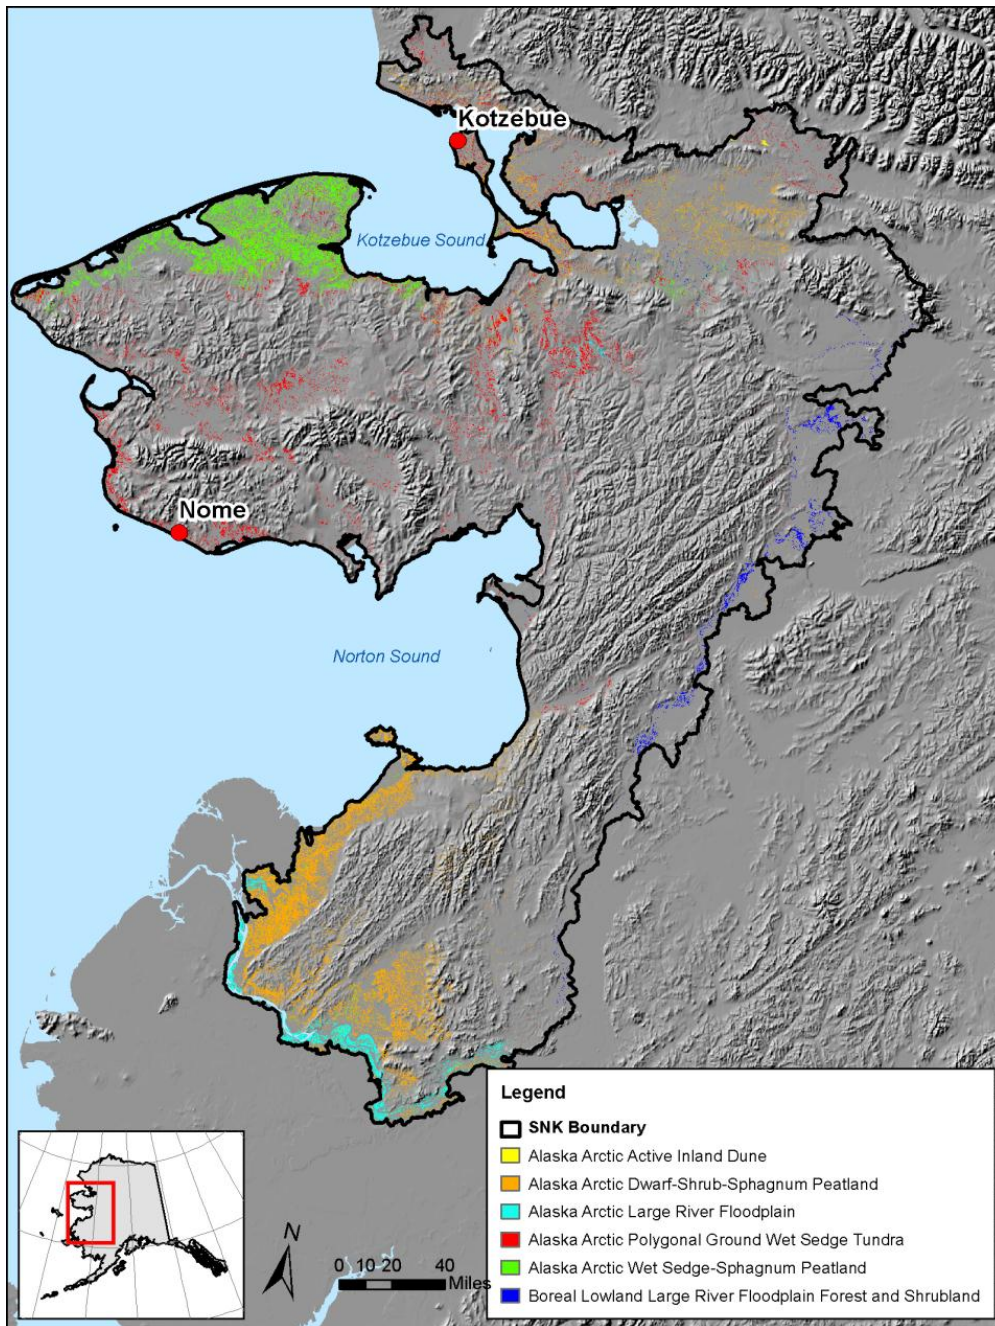 Kotzebue
Kotzebue Sound
Nome
Norton Sound
Legend
SNK Boundary
Alaska Arctic Active Inland Dune
Alaska Arctic Dwarf-Shrub-Sphagnum Peatland
Alaska Arctic Large River Floodplain
Alaska Arctic Polygonal Ground Wet Sedge Tundra
Alaska Arctic Wet Sedge-Sphagnum Peatland
Boreal Lowland Large River Floodplain Forest and Shrubland
N
0 10 20 40
Miles